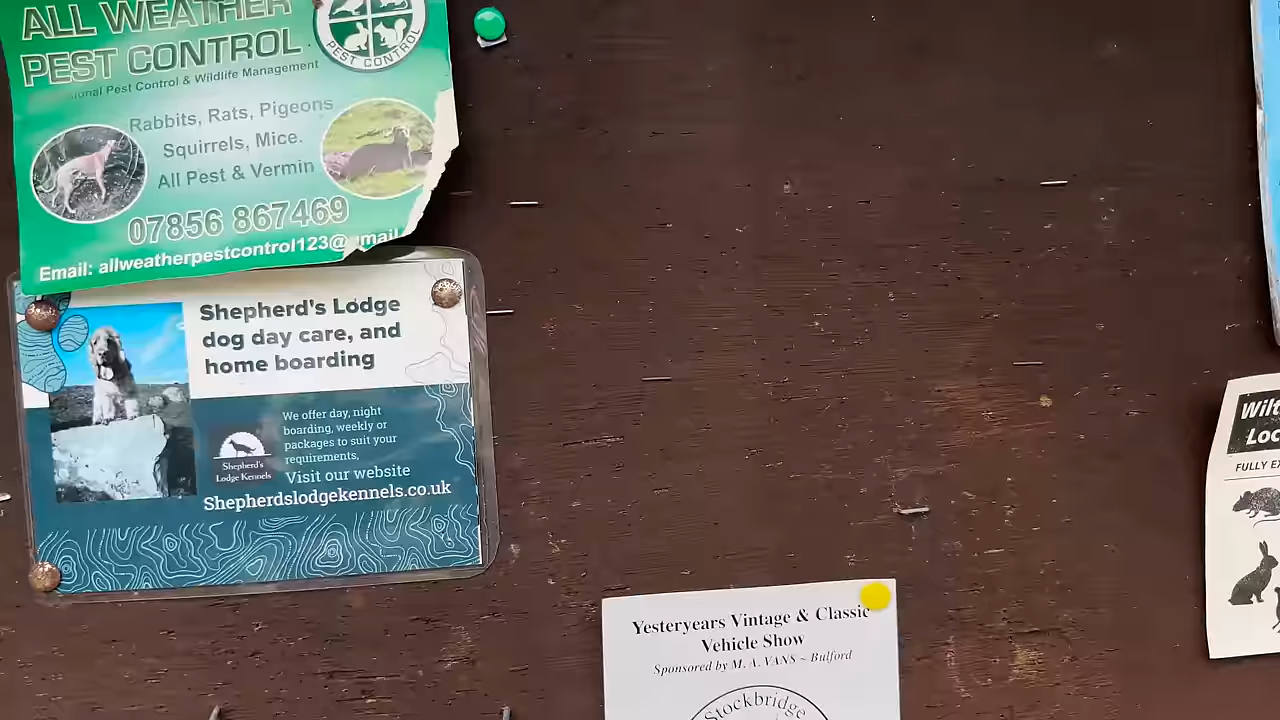 ALL WEATHER
PEST CONTROL
Pest Control & Wildlife Management
PEST CONTROL
Rabbits, Rats, Pigeons
Squirrels, Mice.
All Pest & Vermin
07856 867469
Email: allweatherpestcontrol123@gmail
Shepherd's Lodge
dog day care, and
home boarding
We offer day, night
boarding, weekly or
packages to suit your
requirements,
Shepherd's
Lodge Kennels
Visit our website
Shepherdslodgekennels.co.uk
Yesteryears Vintage & Classic
Vehicle Show
Sponsored by M. A. VANS ~ Bulford
Stockbridge
FULLY